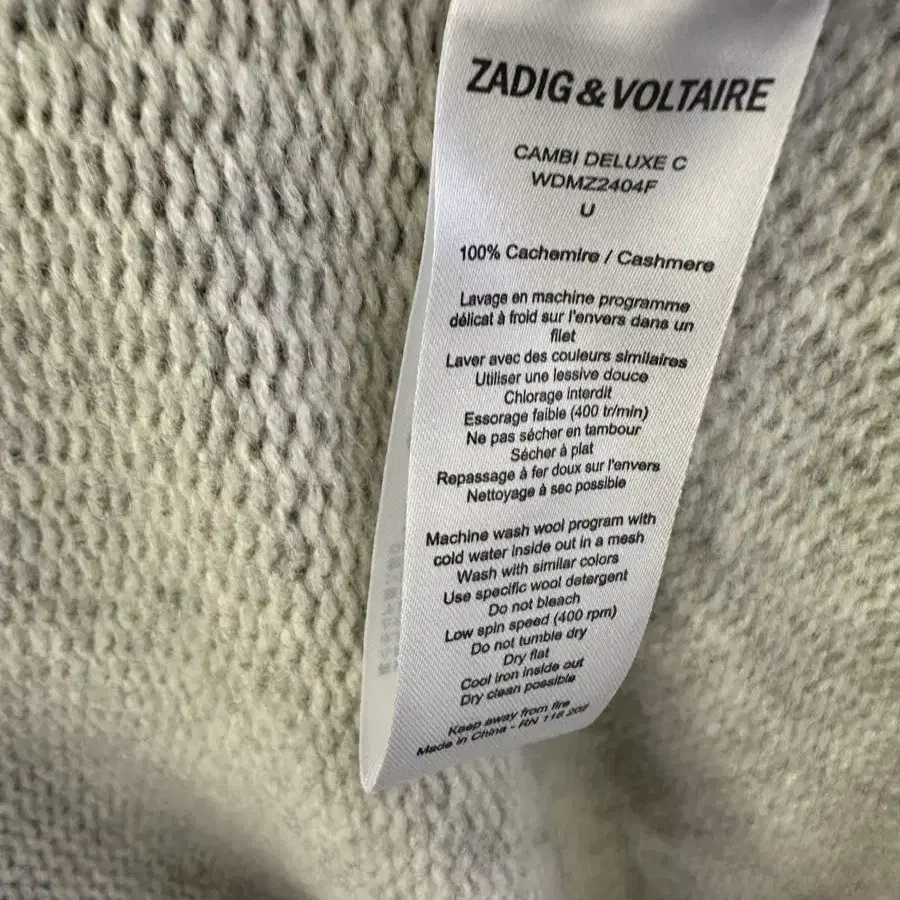 ZADIG & VOLTAIRE
CAMBI DELUXE C
WDMZ2404F
U
100% Cachemire / Cashmere
Lavage en machine programme
délicat à froid sur l'envers dans un
filet
Laver avec des couleurs similaires
Utiliser une lessive douce
Chlorage interdit
Essorage faible (400 tr/min)
Ne pas sécher en tambour
Sécher à plat
Repassage à fer doux sur l'envers
Nettoyage à sec possible
Machine wash wool program with
cold water inside out in a mesh
Wash with similar colors
Use specific wool detergent
Do not bleach
Low spin speed (400 rpm)
Do not tumble dry
Dry flat
Cool iron inside out
Dry clean possible
Keep away from fire
Made in China - RN 116 202